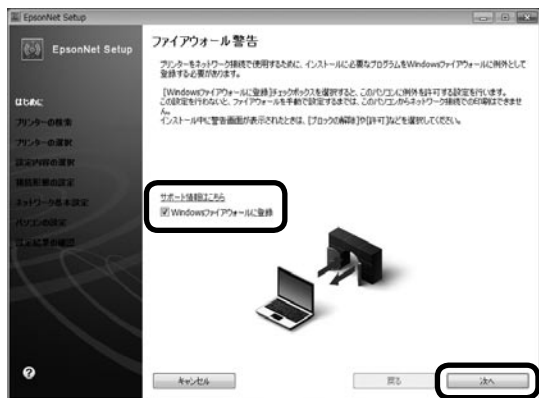 EpsonNet Setup
EpsonNet Setup
ファイアウォール警告
プリンターをネットワーク接続で使用するために、インストールに必要なプログラムをWindowsファイアウォールに例外として
登録する必要があります。
[Windowsファイアウォールに登録]チェックボックスを選択すると、このパソコンに例外を許可する設定を行います。
この設定を行わないと、ファイアウォールを手動で設定するまでは、このパソコンからネットワーク接続での印刷はできませ
ん。
インストール中に警告画面が表示されたときは、[ブロックの解除]や[許可]などを選択してください。
はじめに
プリンターの検索
プリンターの選択
設定内容の選択
接続形態の設定
ネットワーク基本設定
パソコンの設定
設定結果の確認
サポート情報はこちら
Windowsファイアウォールに登録
キャンセル
戻る
次へ